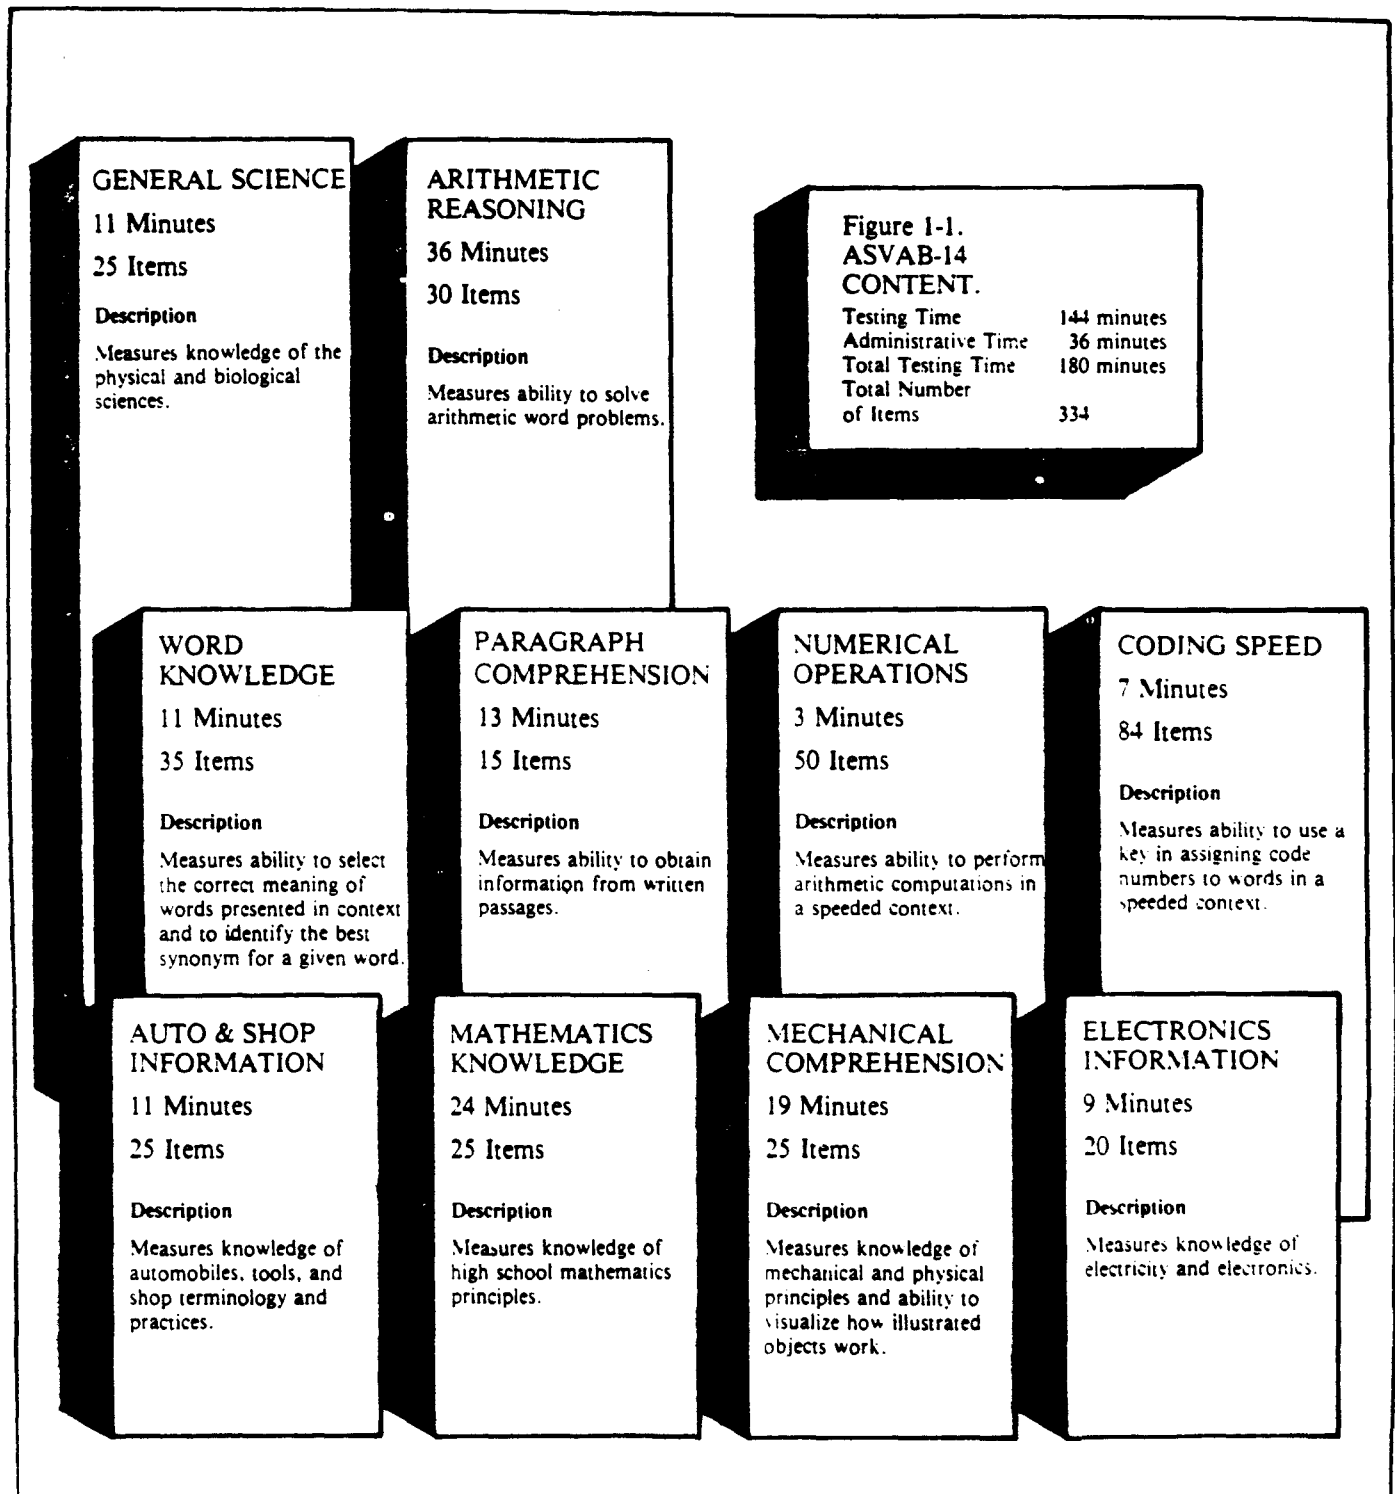 GENERAL SCIENCE
11 Minutes
25 Items
Description
Measures knowledge of the
physical and biological
sciences.
ARITHMETIC
REASONING
36 Minutes
30 Items
Description
Measures ability to solve
arithmetic word problems.
Figure 1-1.
ASVAB-14
CONTENT.
Testing Time 144 minutes
Administrative Time 36 minutes
Total Testing Time 180 minutes
Total Number
of Items 334
WORD
KNOWLEDGE
11 Minutes
35 Items
Description
Measures ability to select
the correct meaning of
words presented in context
and to identify the best
synonym for a given word.
PARAGRAPH
COMPREHENSION
13 Minutes
15 Items
Description
Measures ability to obtain
information from written
passages.
NUMERICAL
OPERATIONS
3 Minutes
50 Items
Description
Measures ability to perform
arithmetic computations in
a speeded context.
CODING SPEED
7 Minutes
84 Items
Description
Measures ability to use a
key in assigning code
numbers to words in a
speeded context.
AUTO & SHOP
INFORMATION
11 Minutes
25 Items
Description
Measures knowledge of
automobiles, tools, and
shop terminology and
practices.
MATHEMATICS
KNOWLEDGE
24 Minutes
25 Items
Description
Measures knowledge of
high school mathematics
principles.
MECHANICAL
COMPREHENSION
19 Minutes
25 Items
Description
Measures knowledge of
mechanical and physical
principles and ability to
visualize how illustrated
objects work.
ELECTRONICS
INFORMATION
9 Minutes
20 Items
Description
Measures knowledge of
electricity and electronics.